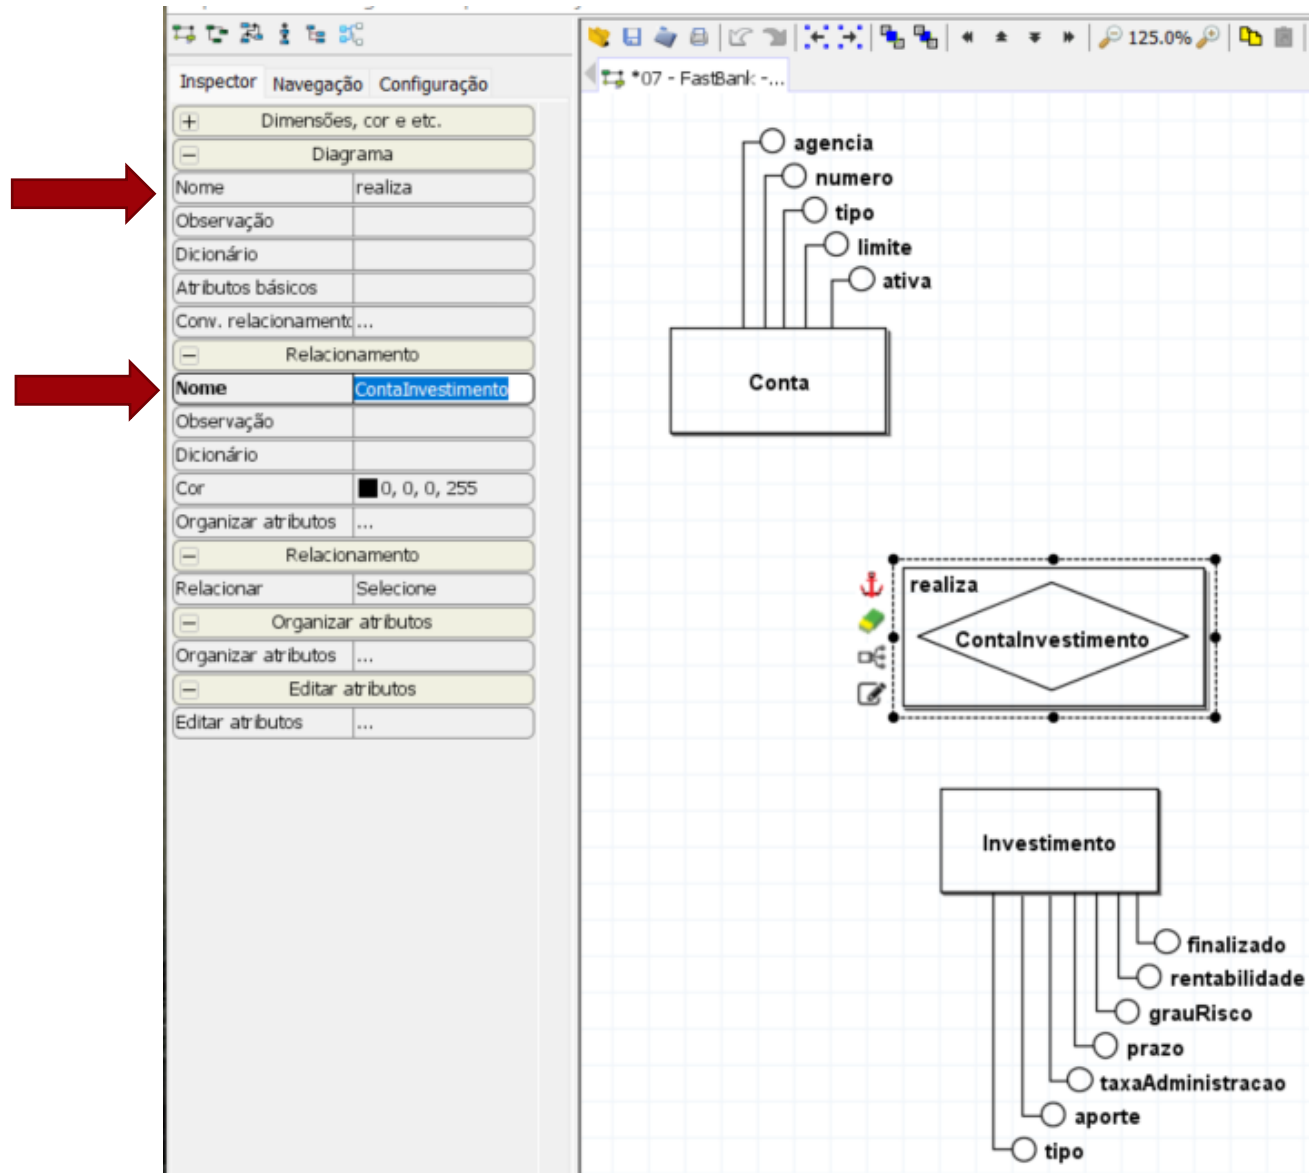 Inspector Navegação Configuração
Dimensões, cor e etc.
Diagrama
Nome realiza
Observação
Dicionário
Atributos básicos
Conv. relacionamento ...
Relacionamento
Nome ContaInvestimento
Observação
Dicionário
Cor 0, 0, 0, 255
Organizar atributos ...
Relacionamento
Relacionar Selecione
Organizar atributos
Organizar atributos ...
Editar atributos
Editar atributos ...
125.0%
*07 - FastBank -...
agencia
numero
tipo
limite
ativa
Conta
realiza
ContaInvestimento
Investimento
finalizado
rentabilidade
grauRisco
prazo
taxaAdministracao
aporte
tipo